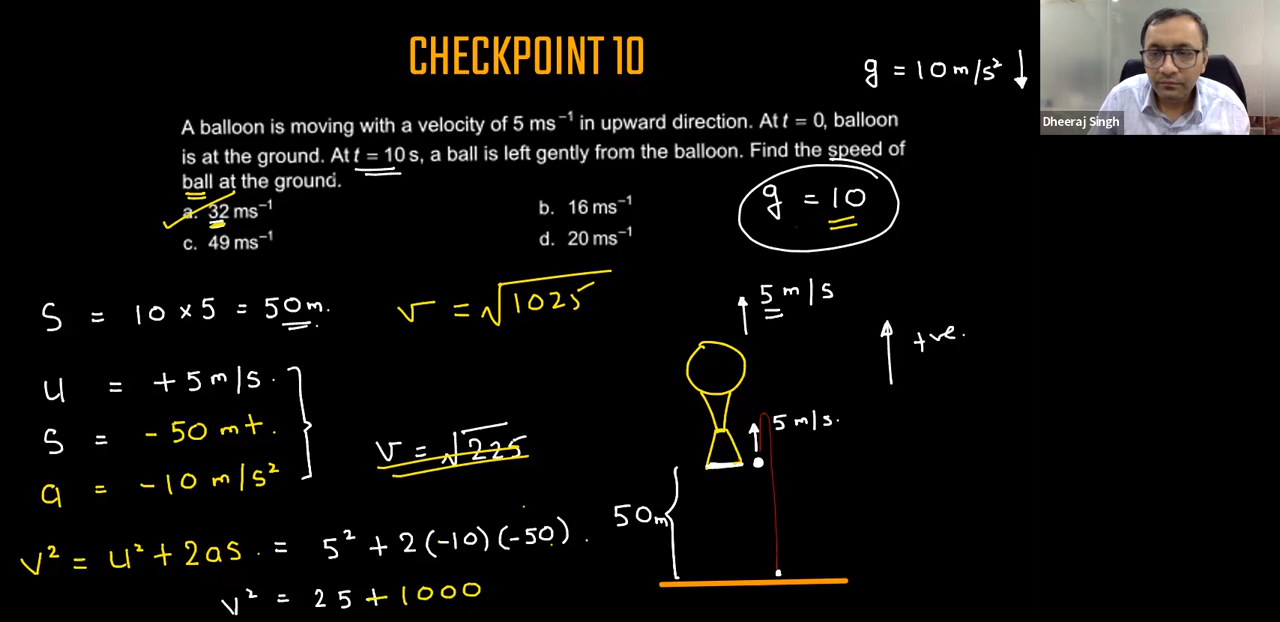 CHECKPOINT 10
g = 10 m/s² ↓
Dheeraj Singh
A balloon is moving with a velocity of 5 ms⁻¹ in upward direction. At t = 0, balloon
is at the ground. At t = 10 s, a ball is left gently from the balloon. Find the speed of
ball at the ground.
a. 32 ms⁻¹
b. 16 ms⁻¹
c. 49 ms⁻¹
d. 20 ms⁻¹
g = 10
S = 10 × 5 = 50m.
v = √1025
5 m/s
+ve.
u = +5 m/s.
S = -50 mt.
a = -10 m/s²
v = √225
5 m/s.
50m
v² = u² + 2as. = 5² + 2(-10)(-50).
v² = 25 + 1000